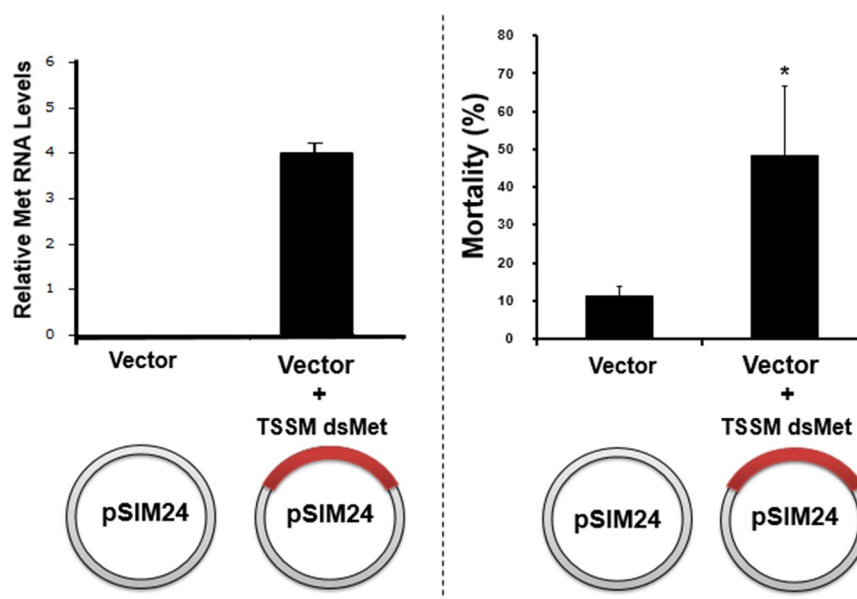 Relative Met RNA Levels
6
5
4
3
2
1
0
Vector
Vector
+
TSSM dsMet
pSIM24
pSIM24
Mortality (%)
80
70
60
50
40
30
20
10
0
*
Vector
Vector
+
TSSM dsMet
pSIM24
pSIM24